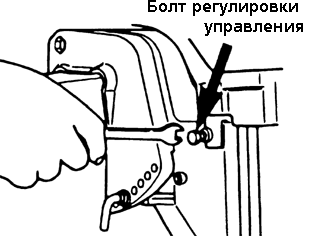 Болт регулировки
управления